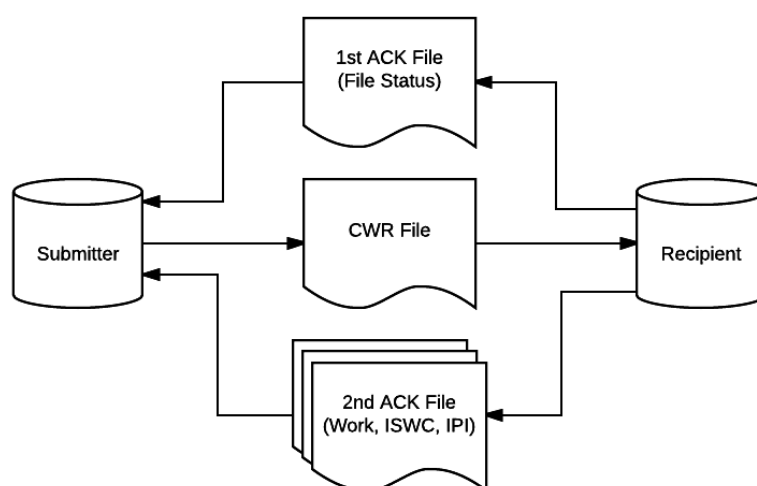 1st ACK File
(File Status)
Submitter
CWR File
Recipient
2nd ACK File
(Work, ISWC, IPI)